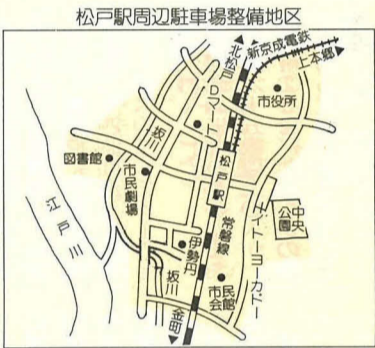 松戸駅周辺駐車場整備地区
新京成電鉄
北松戸
上本郷
市役所
Dマート
坂川
松戸駅
図書館
市民劇場
江戸川
常磐線
イトーヨーカドー
中央公園
伊勢丹
坂川
市民会館
金町